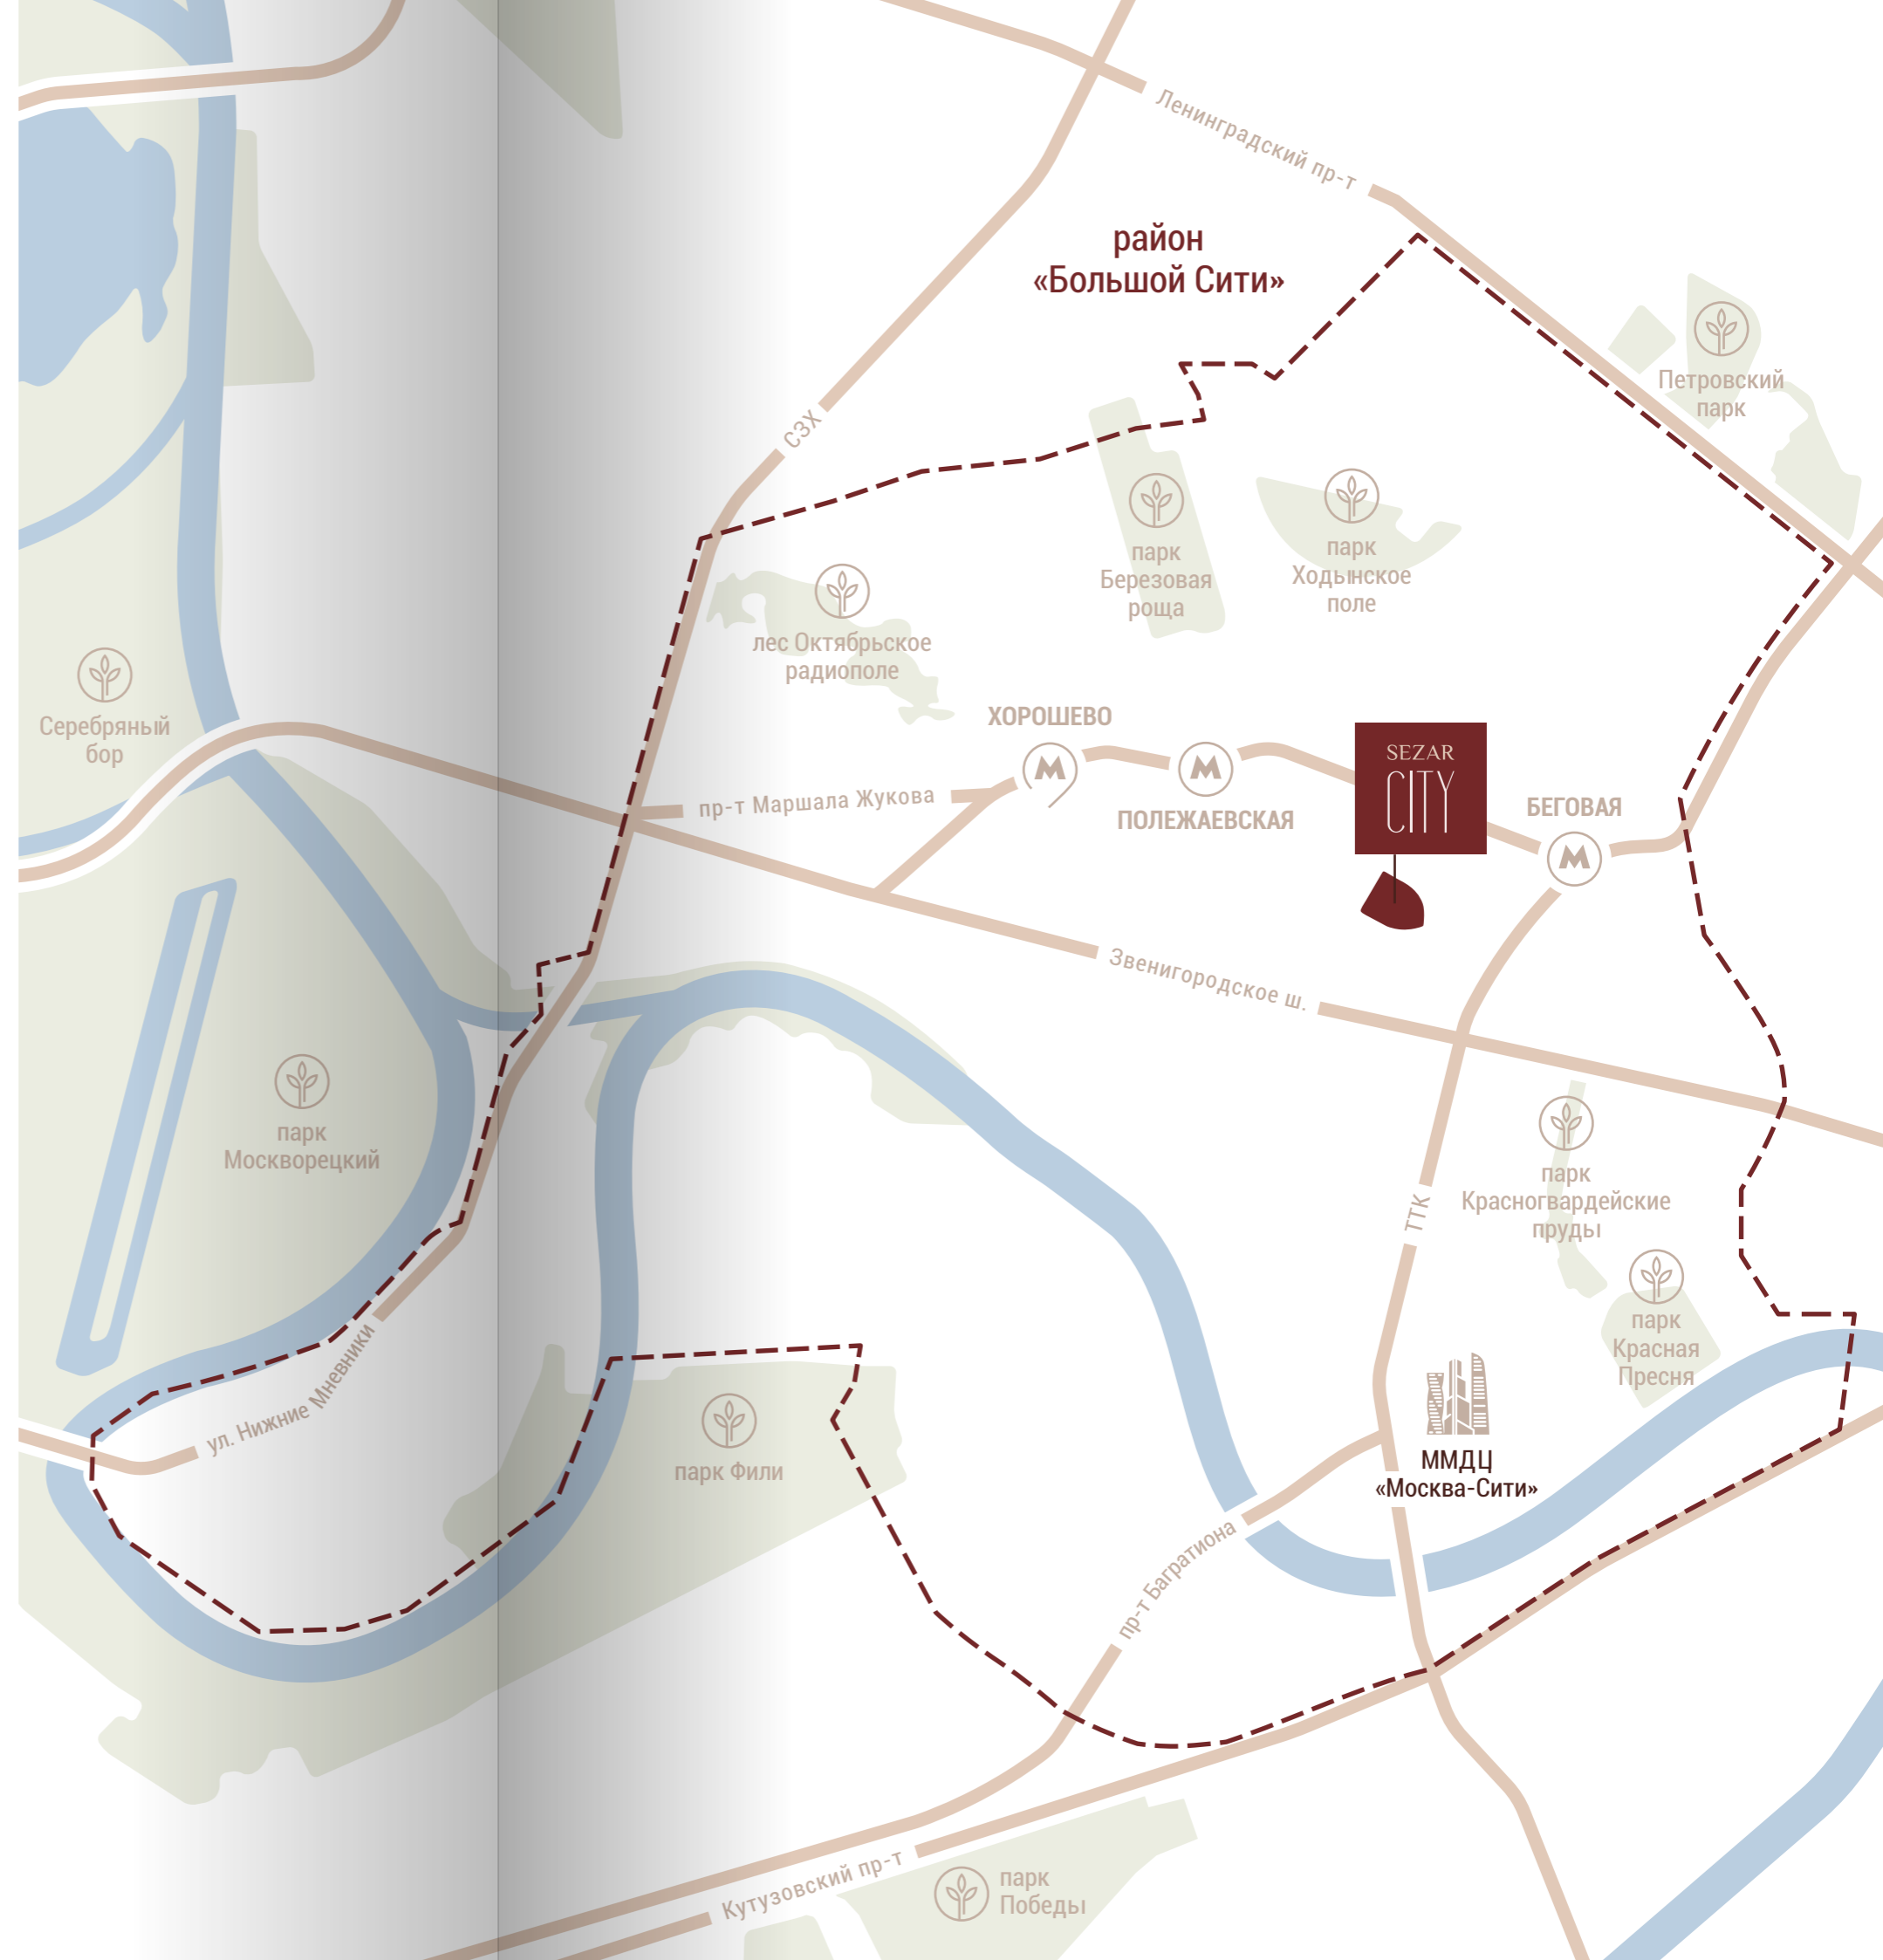 Ленинградский пр-т
район
«Большой Сити»
Петровский
парк
СЗХ
парк
Березовая
роща
парк
Ходынское
поле
лес Октябрьское
радиополе
Серебряный
бор
ХОРОШЕВО
М
М
ПОЛЕЖАЕВСКАЯ
SEZAR
CITY
БЕГОВАЯ
М
пр-т Маршала Жукова
Звенигородское ш.
парк
Москворецкий
парк
Красногвардейские
пруды
ТТК
парк
Красная
Пресня
ул. Нижние Мневники
парк Фили
ММДЦ
«Москва-Сити»
пр-т Багратиона
Кутузовский пр-т
парк
Победы